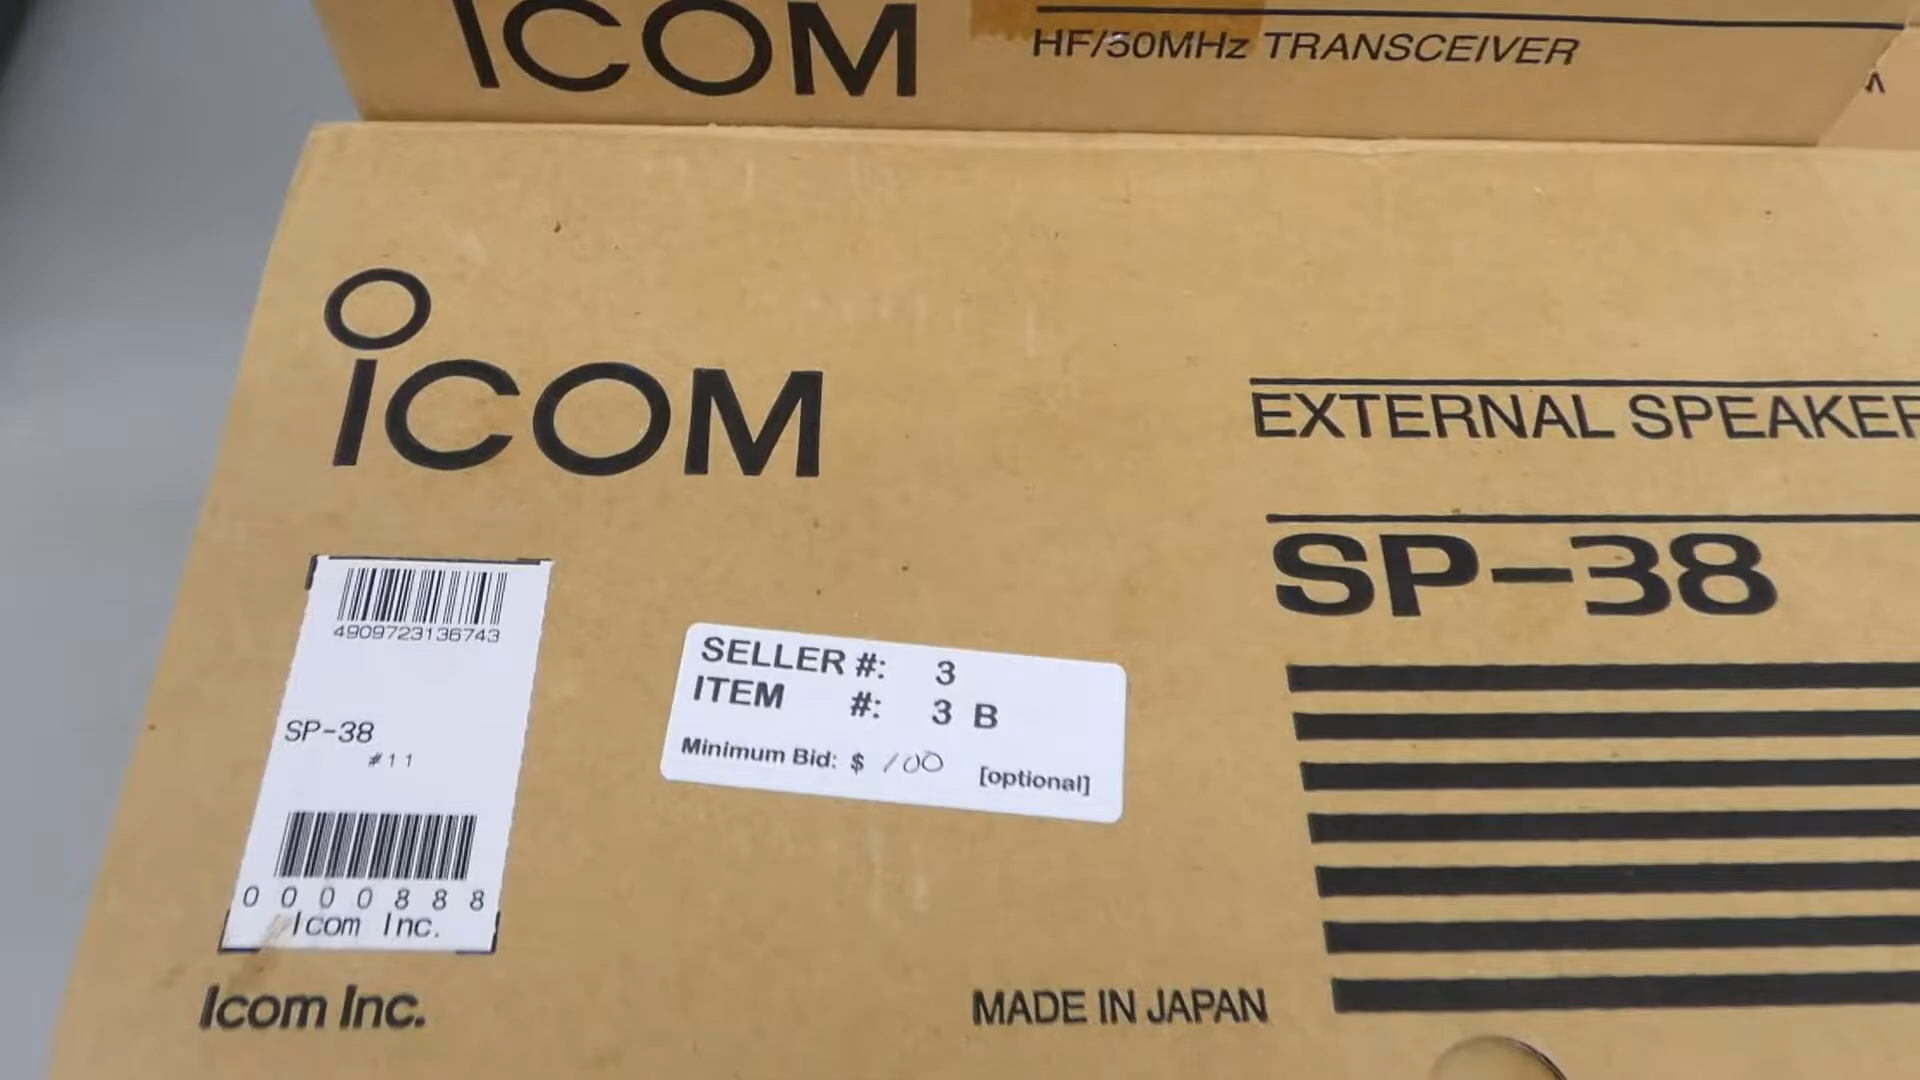 ICOM
HF/50MHz TRANSCEIVER
ICOM
EXTERNAL SPEAKER
SP-38
4909723136743
SP-38
#11
0000888
Icom Inc.
SELLER #: 3
ITEM #: 3 B
Minimum Bid: $ 100 [optional]
Icom Inc.
MADE IN JAPAN